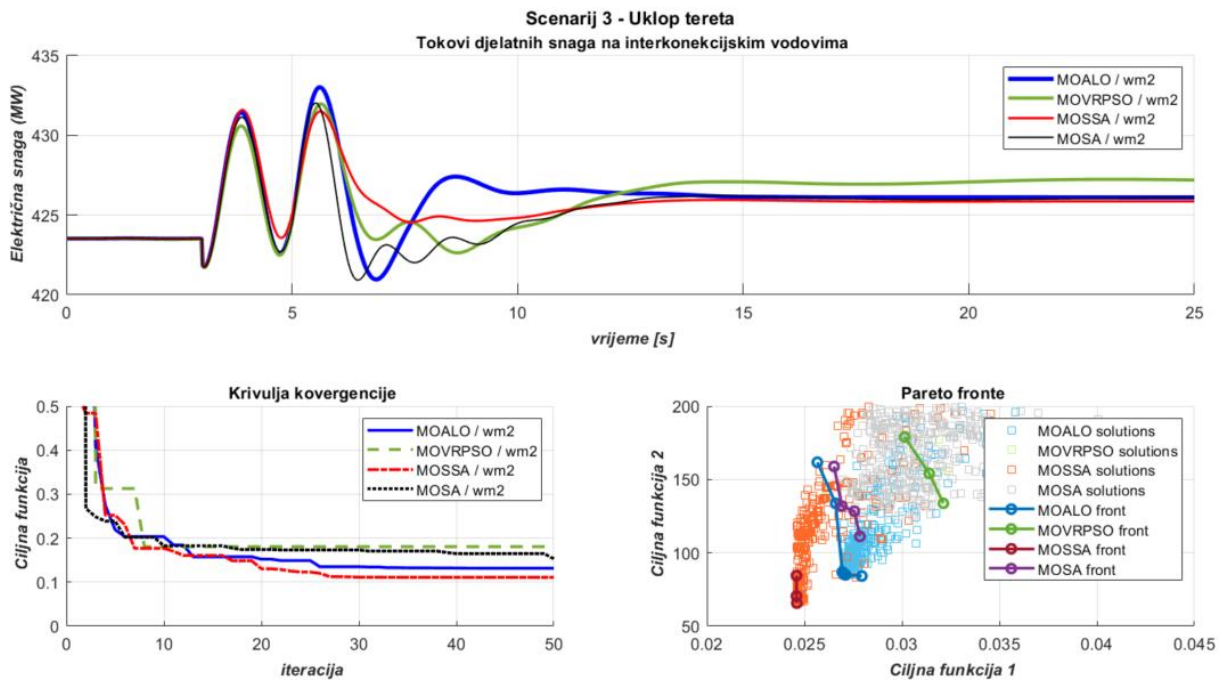 Scenarij 3 - Uklop tereta
Tokovi djelatnih snaga na interkonekcijskim vodovima
Električna snaga (MW)
435
430
425
420
MOALO / wm2
MOVRPSO / wm2
MOSSA / wm2
MOSA / wm2
0 5 10 15 20 25
vrijeme [s]
Krivulja kovergencije
Ciljna funkcija
0.5
0.4
0.3
0.2
0.1
0
MOALO / wm2
MOVRPSO / wm2
MOSSA / wm2
MOSA / wm2
0 10 20 30 40 50
iteracija
Pareto fronte
Ciljna funkcija 2
200
150
100
50
MOALO solutions
MOVRPSO solutions
MOSSA solutions
MOSA solutions
MOALO front
MOVRPSO front
MOSSA front
MOSA front
0.02 0.025 0.03 0.035 0.04 0.045
Ciljna funkcija 1